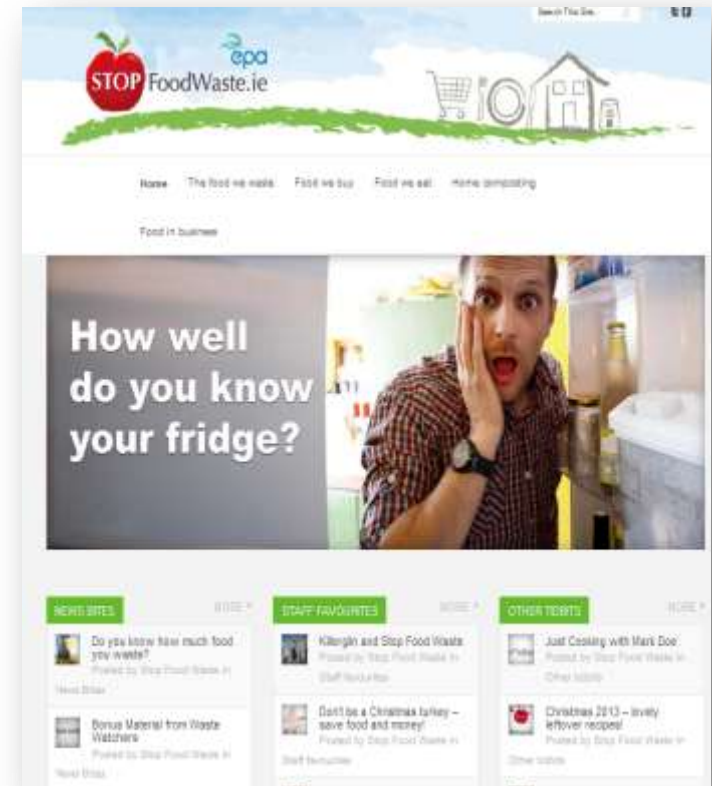 Search This Site...
epa
STOP FoodWaste.ie
Home The food we waste Food we buy Food we eat Home composting
Food in business
How well
do you know
your fridge?
NEWS BITES MORE
STAFF FAVOURITES MORE
OTHER TIDBITS MORE
Do you know how much food
you waste?
Posted by Stop Food Waste in
News Bites
Bonus Material from Waste
Watchers
Posted by Stop Food Waste in
News Bites
Killorglin and Stop Food Waste
Posted by Stop Food Waste in
Staff favourites
Don't be a Christmas turkey –
save food and money!
Posted by Stop Food Waste in
Staff favourites
Just Cooking with Mark Doe
Posted by Stop Food Waste in
Other tidbits
Christmas 2013 – lovely
leftover recipes!
Posted by Stop Food Waste in
Other tidbits